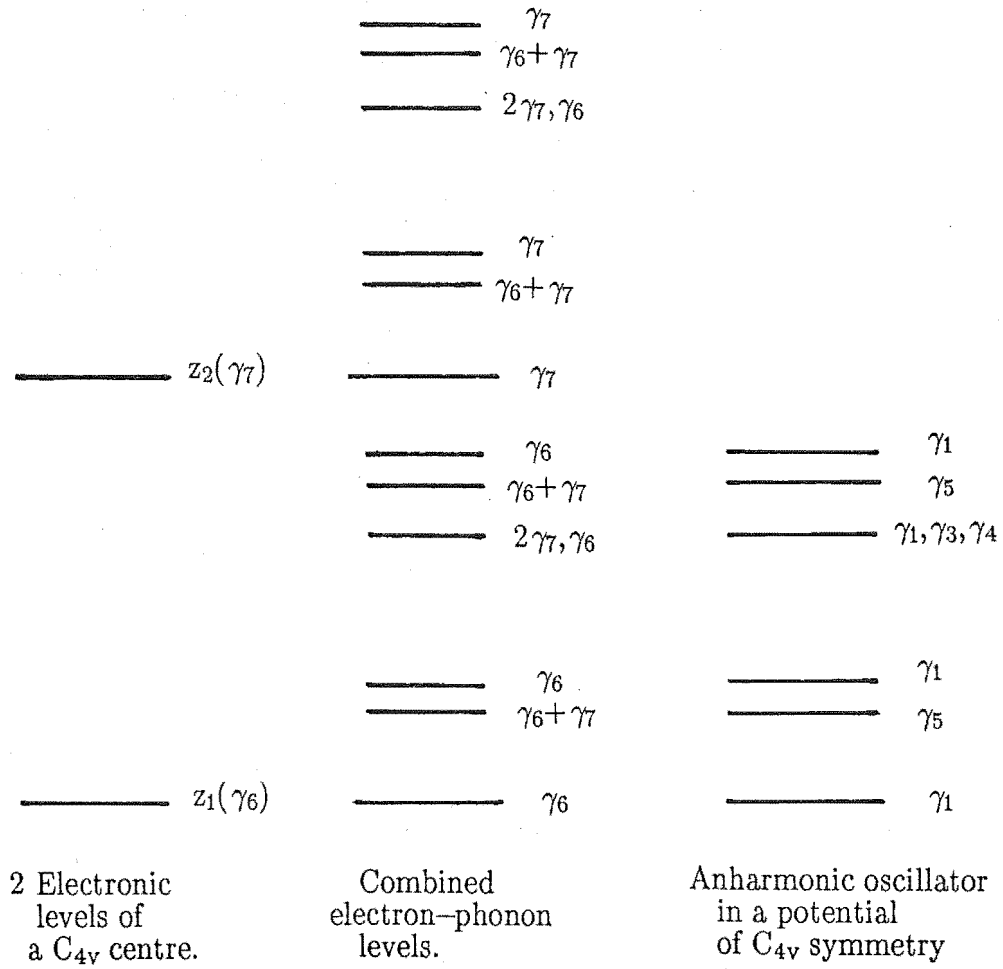 γ7
γ6+γ7
2γ7,γ6
γ7
γ6+γ7
z2(γ7)
γ7
γ6
γ6+γ7
2γ7,γ6
γ1
γ5
γ1,γ3,γ4
γ6
γ6+γ7
γ1
γ5
z1(γ6)
γ6
γ1
2 Electronic
levels of
a C4v centre.
Combined
electron–phonon
levels.
Anharmonic oscillator
in a potential
of C4v symmetry